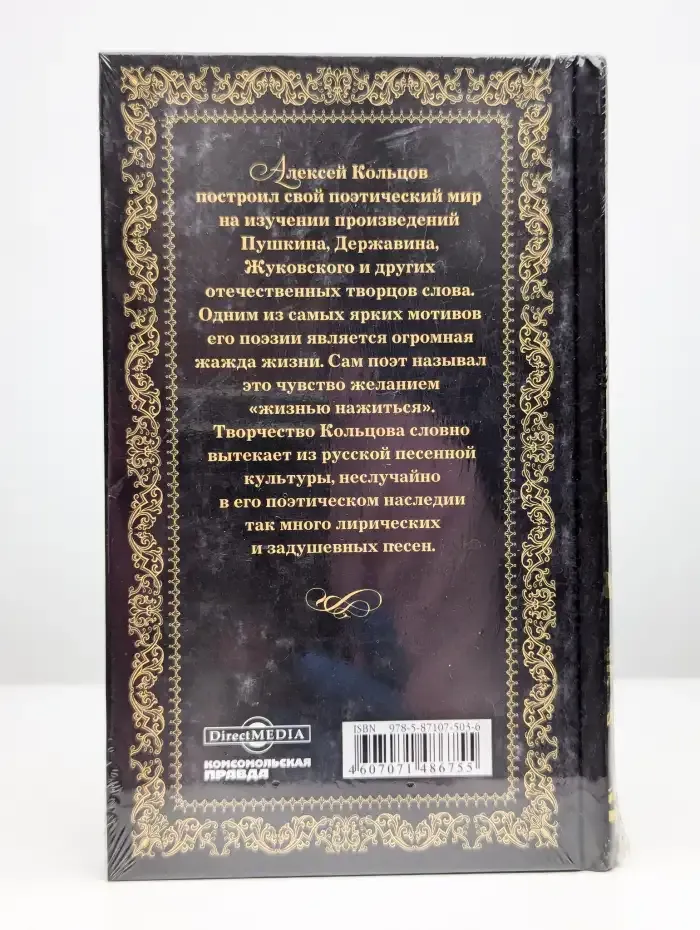 Алексей Кольцов
построил свой поэтический мир
на изучении произведений
Пушкина, Державина,
Жуковского и других
отечественных творцов слова.
Одним из самых ярких мотивов
его поэзии является огромная
жажда жизни. Сам поэт называл
это чувство желанием
«жизнью нажиться».
Творчество Кольцова словно
вытекает из русской песенной
культуры, неслучайно
в его поэтическом наследии
так много лирических
и задушевных песен.
DirectMEDIA
КОМСОМОЛЬСКАЯ
ПРАВДА
ISBN 978-5-87107-503-6
4607071486755